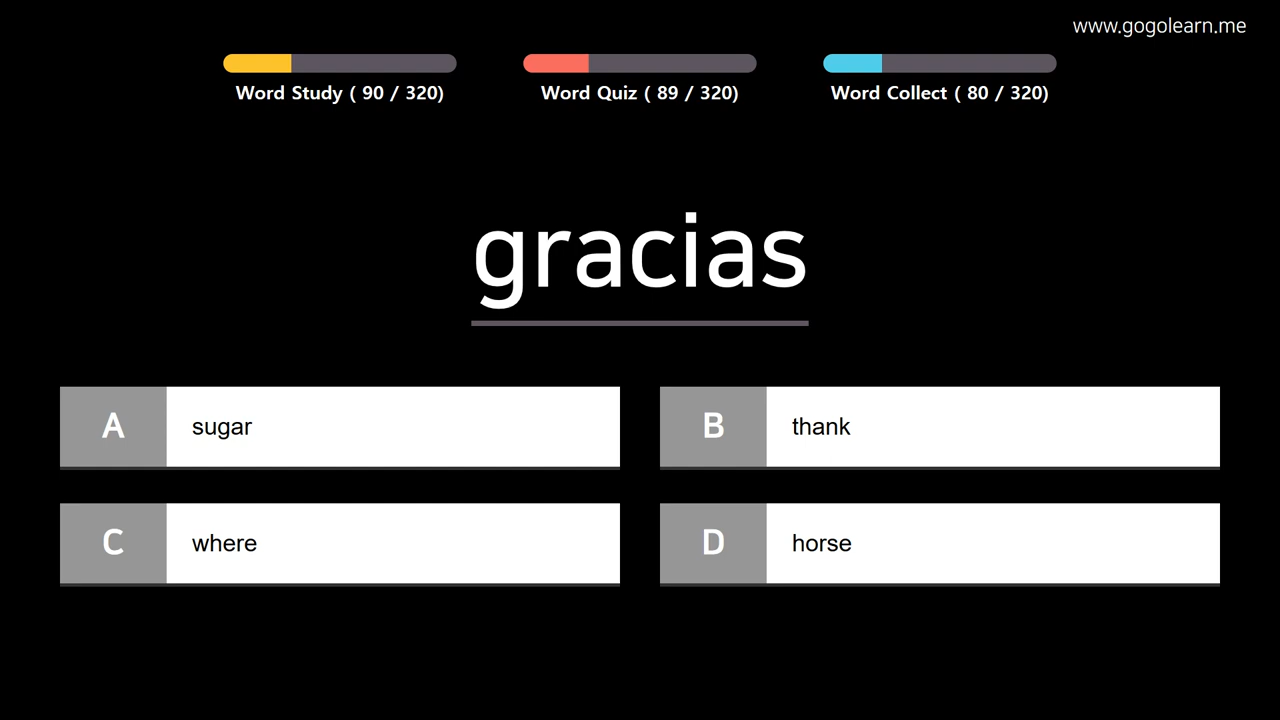 www.gogolearn.me
Word Study ( 90 / 320)
Word Quiz ( 89 / 320)
Word Collect ( 80 / 320)
gracias
A sugar
B thank
C where
D horse